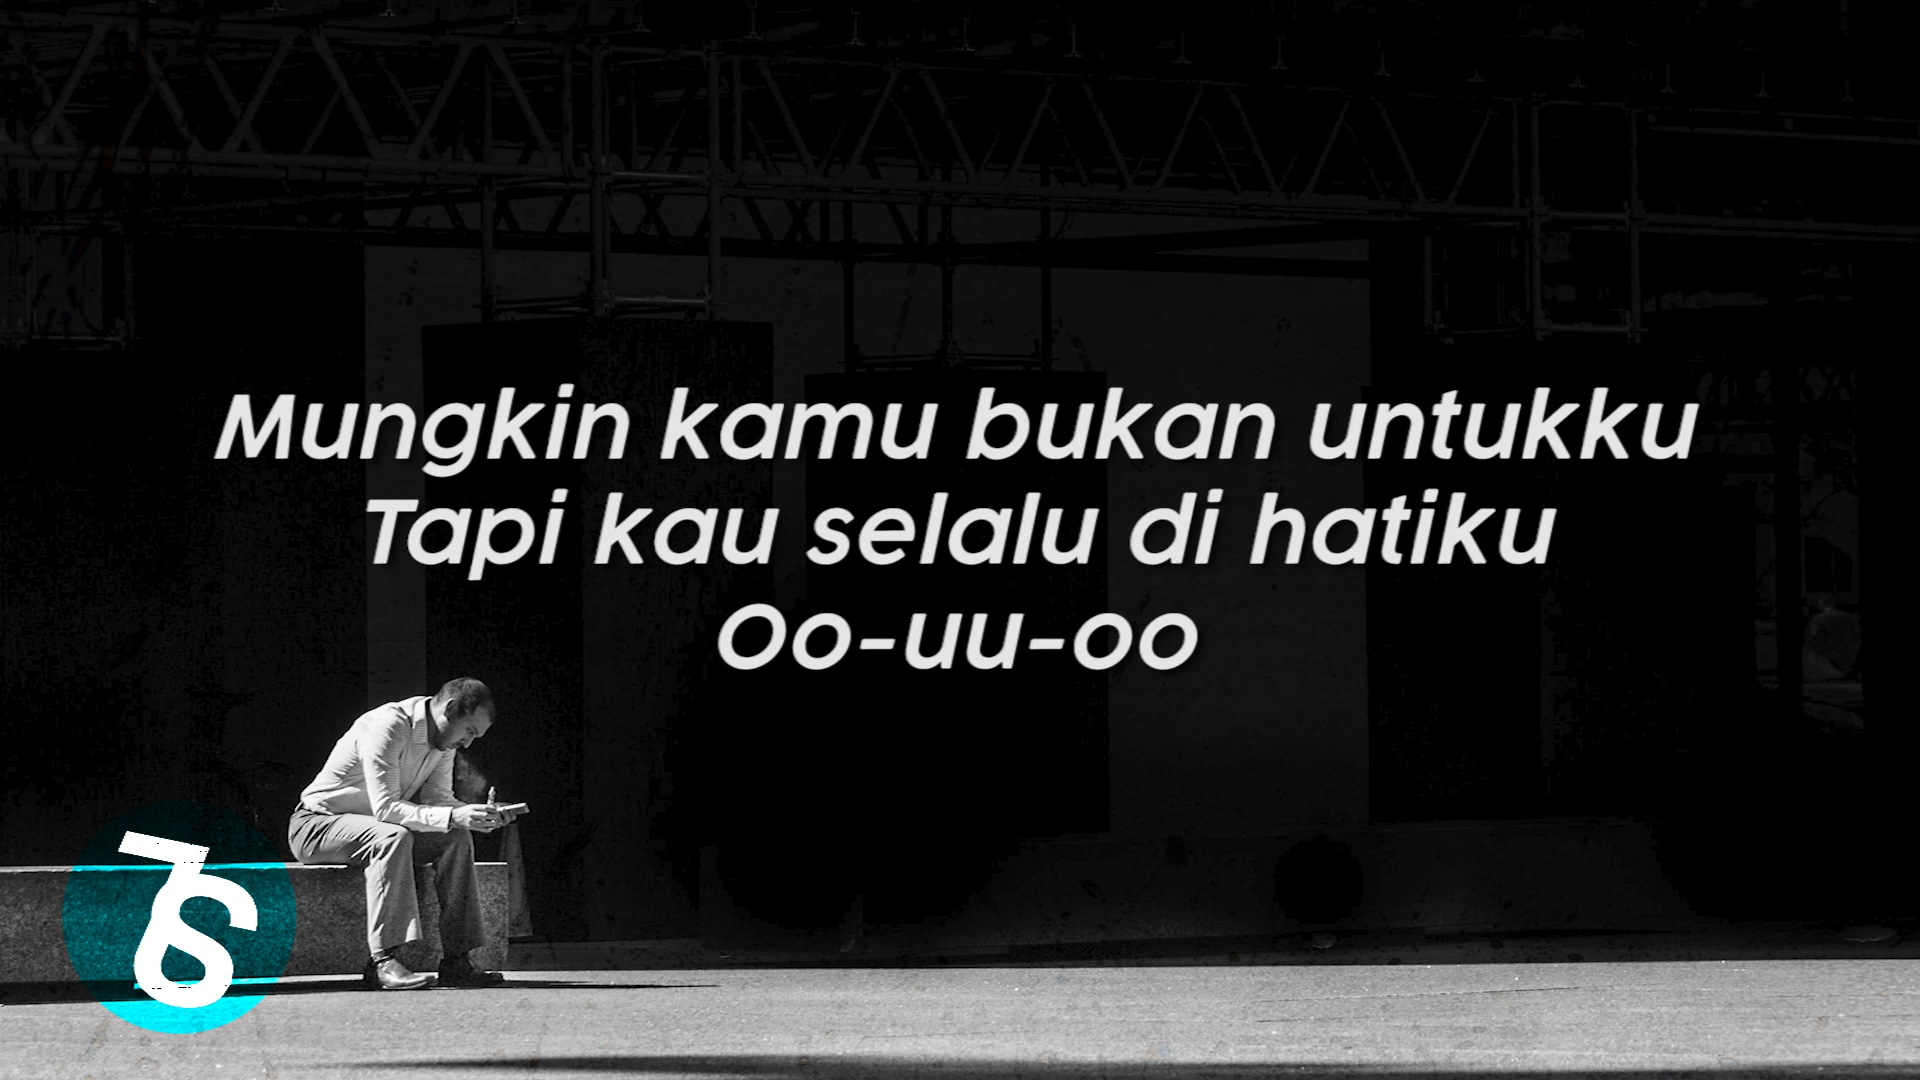 Mungkin kamu bukan untukku
Tapi kau selalu di hatiku
Oo-uu-oo